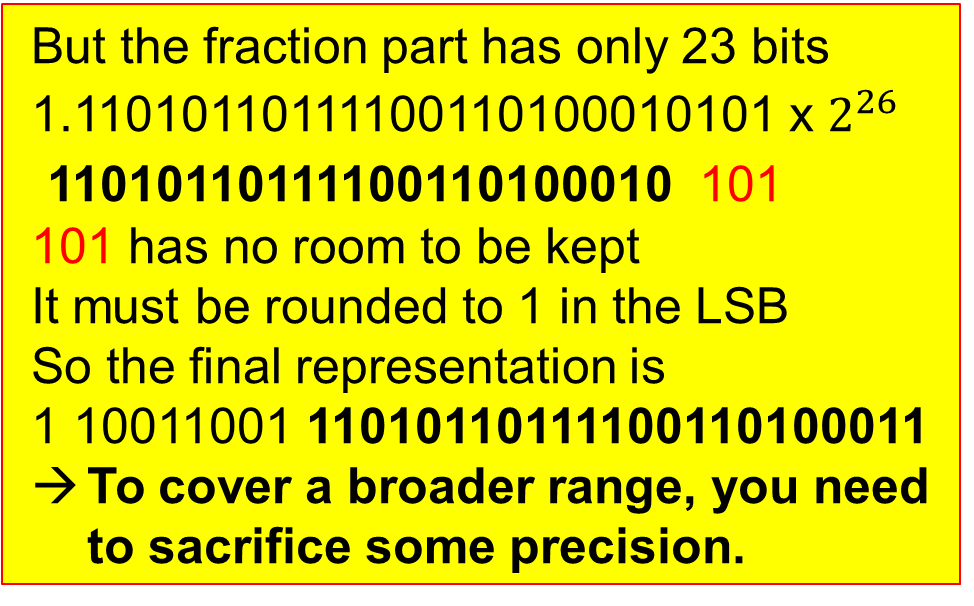 But the fraction part has only 23 bits
1.11010110111100110100010101 x 2²⁶
11010110111100110100010 101
101 has no room to be kept
It must be rounded to 1 in the LSB
So the final representation is
1 10011001 11010110111100110100011
→ To cover a broader range, you need
to sacrifice some precision.